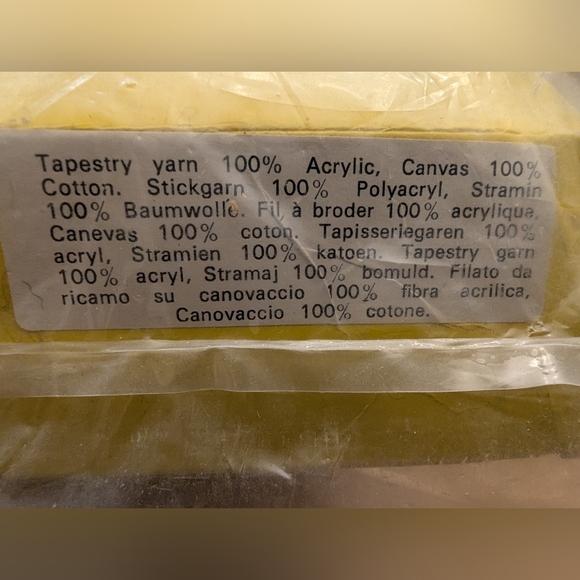 Tapestry yarn 100% Acrylic, Canvas 100%
Cotton. Stickgarn 100% Polyacryl, Stramin
100% Baumwolle. Fil à broder 100% acrylique,
Canevas 100% coton. Tapisseriegaren 100%
acryl, Stramien 100% katoen. Tapestry garn
100% acryl, Stramaj 100% bomuld. Filato da
ricamo su canovaccio 100% fibra acrilica,
Canovaccio 100% cotone.